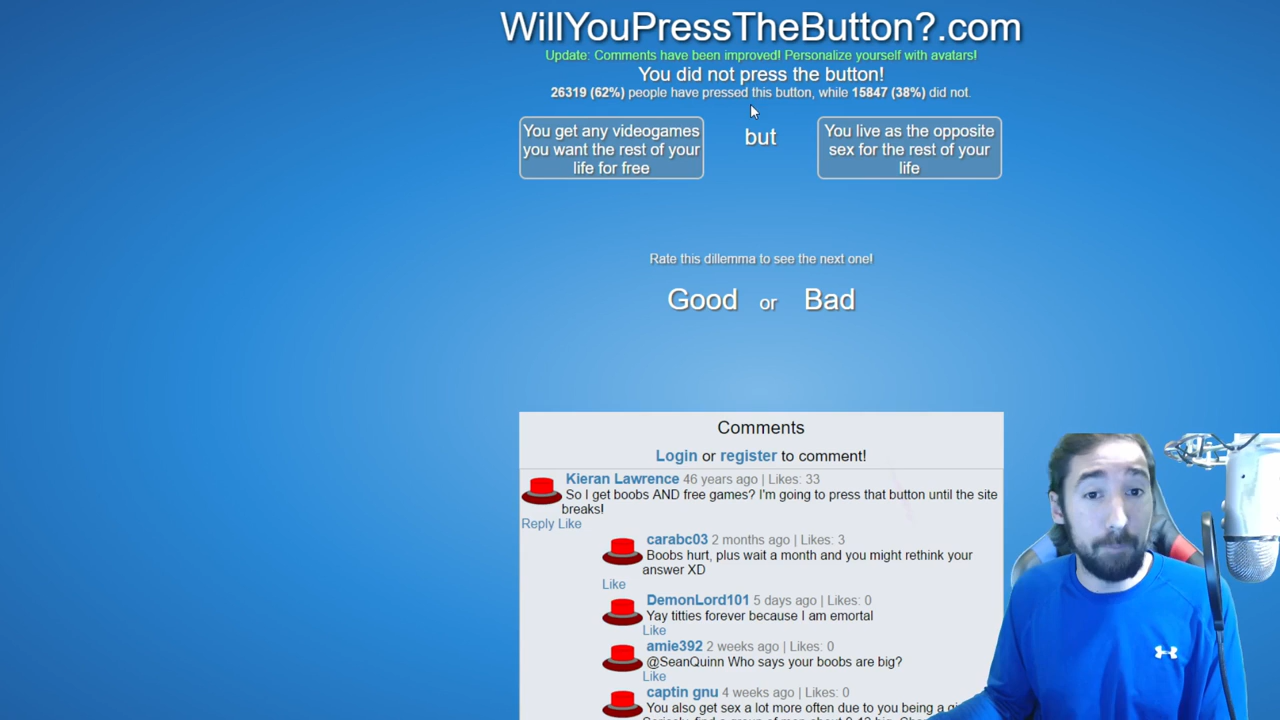 WillYouPressTheButton?.com
Update: Comments have been improved! Personalize yourself with avatars!
You did not press the button!
26319 (62%) people have pressed this button, while 15847 (38%) did not.
You get any videogames
you want the rest of your
life for free
but
You live as the opposite
sex for the rest of your
life
Rate this dillemma to see the next one!
Good or Bad
Comments
Login or register to comment!
Kieran Lawrence 46 years ago | Likes: 33
So I get boobs AND free games? I'm going to press that button until the site
breaks!
Reply Like
carabc03 2 months ago | Likes: 3
Boobs hurt, plus wait a month and you might rethink your
answer XD
Like
DemonLord101 5 days ago | Likes: 0
Yay titties forever because I am emortal
Like
amie392 2 weeks ago | Likes: 0
@SeanQuinn Who says your boobs are big?
Like
captin gnu 4 weeks ago | Likes: 0
You also get sex a lot more often due to you being a